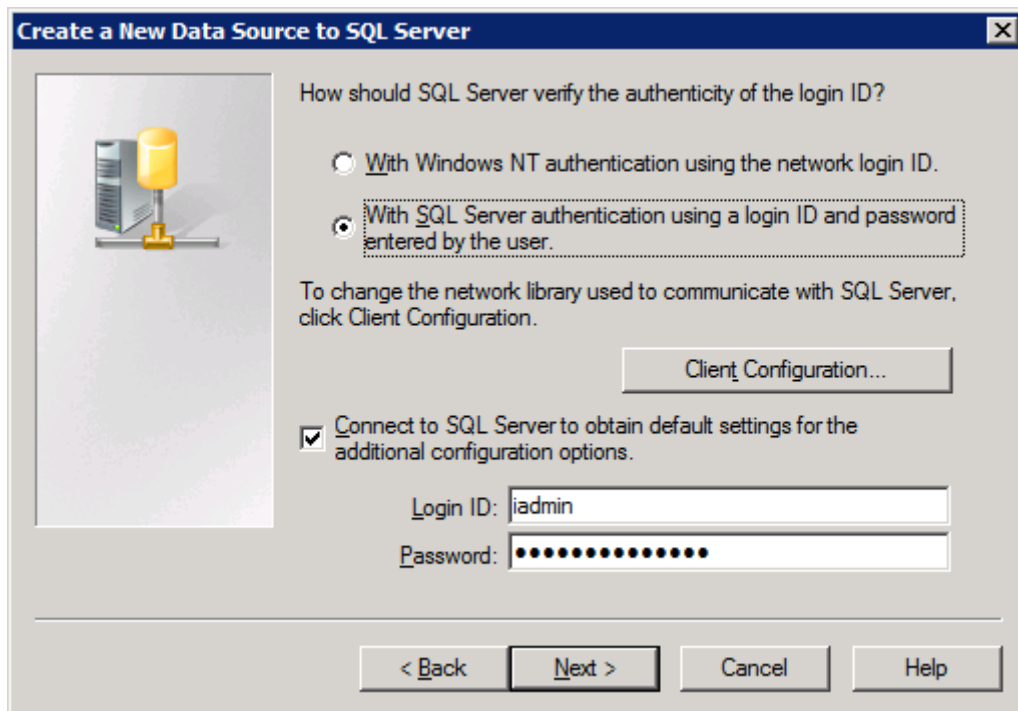 Create a New Data Source to SQL Server
How should SQL Server verify the authenticity of the login ID?
With Windows NT authentication using the network login ID.
With SQL Server authentication using a login ID and password
entered by the user.
To change the network library used to communicate with SQL Server,
click Client Configuration.
Client Configuration...
Connect to SQL Server to obtain default settings for the
additional configuration options.
Login ID: iadmin
Password: ●●●●●●●●●●●●●●
< Back Next > Cancel Help